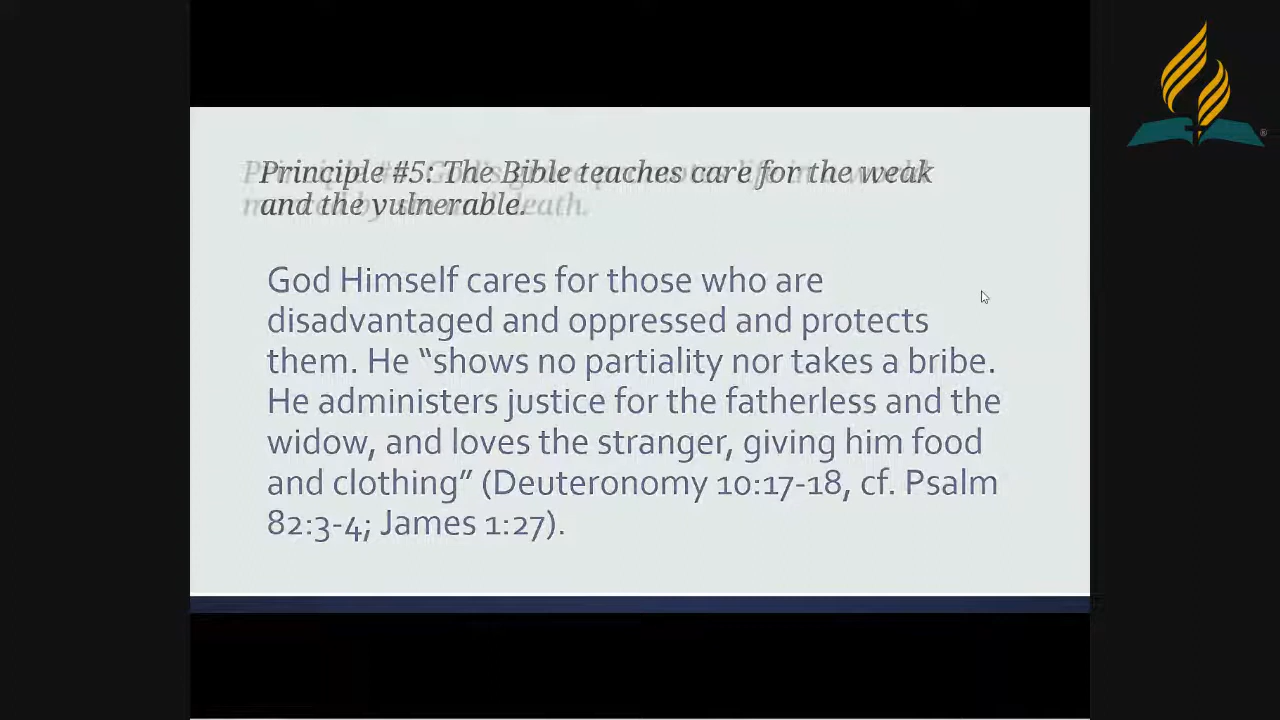 Principle #5: The Bible teaches care for the weak
and the vulnerable.
God Himself cares for those who are
disadvantaged and oppressed and protects
them. He “shows no partiality nor takes a bribe.
He administers justice for the fatherless and the
widow, and loves the stranger, giving him food
and clothing” (Deuteronomy 10:17-18, cf. Psalm
82:3-4; James 1:27).